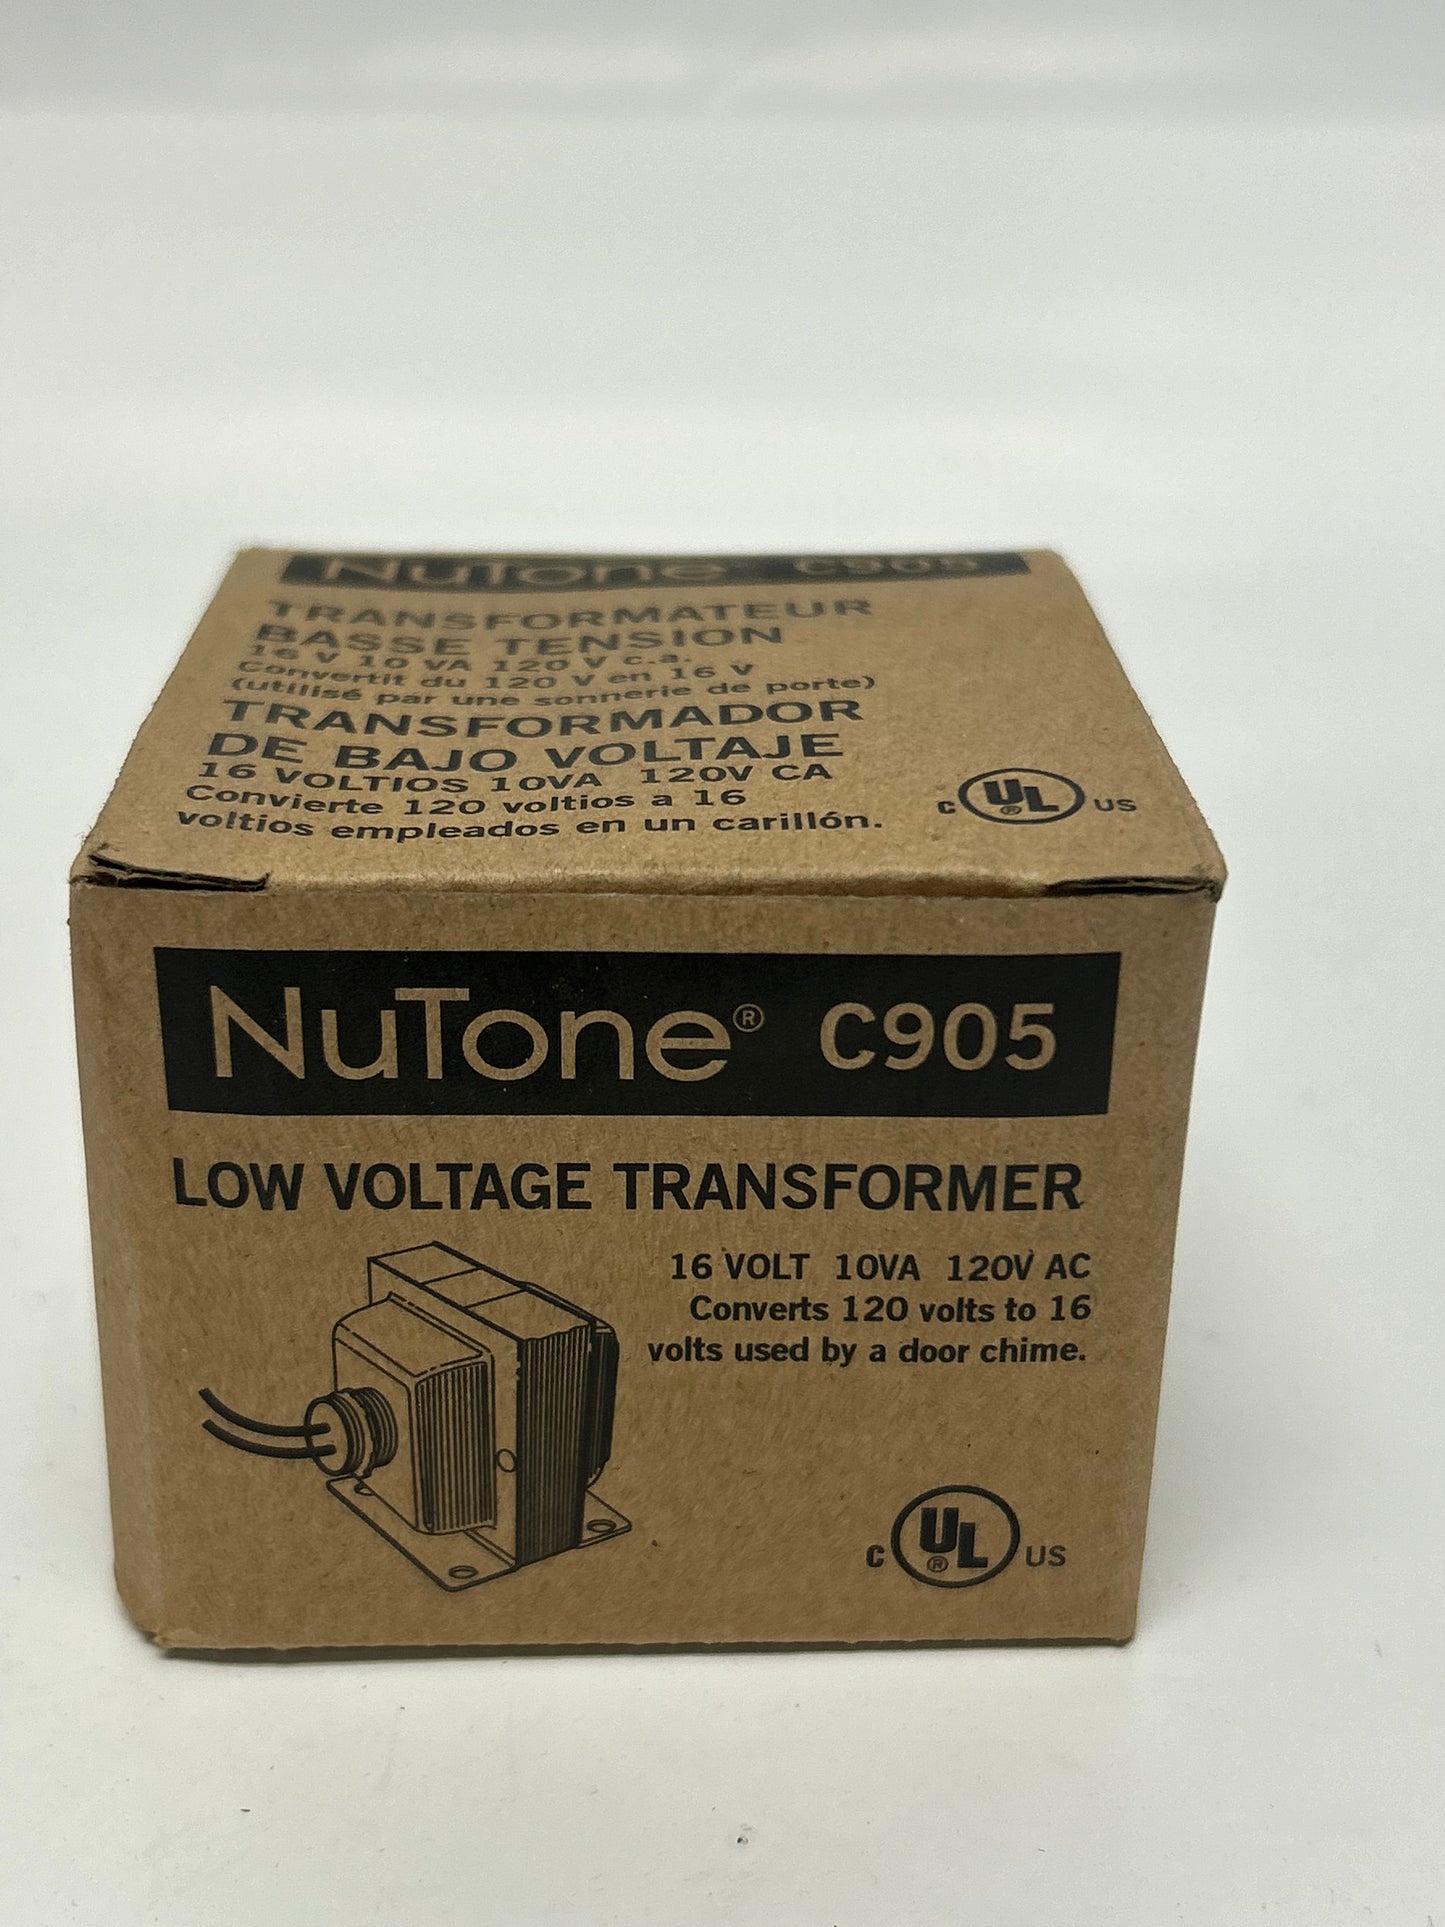 NuTone C905
TRANSFORMATEUR
BASSE TENSION
16 V 10 VA 120 V c.a.
Convertit du 120 V en 16 V
(utilisé par une sonnerie de porte)
TRANSFORMADOR
DE BAJO VOLTAJE
16 VOLTIOS 10VA 120V CA
Convierte 120 voltios a 16
voltios empleados en un carillón.
C UL® US
NuTone® C905
LOW VOLTAGE TRANSFORMER
16 VOLT 10VA 120V AC
Converts 120 volts to 16
volts used by a door chime.
C UL® US